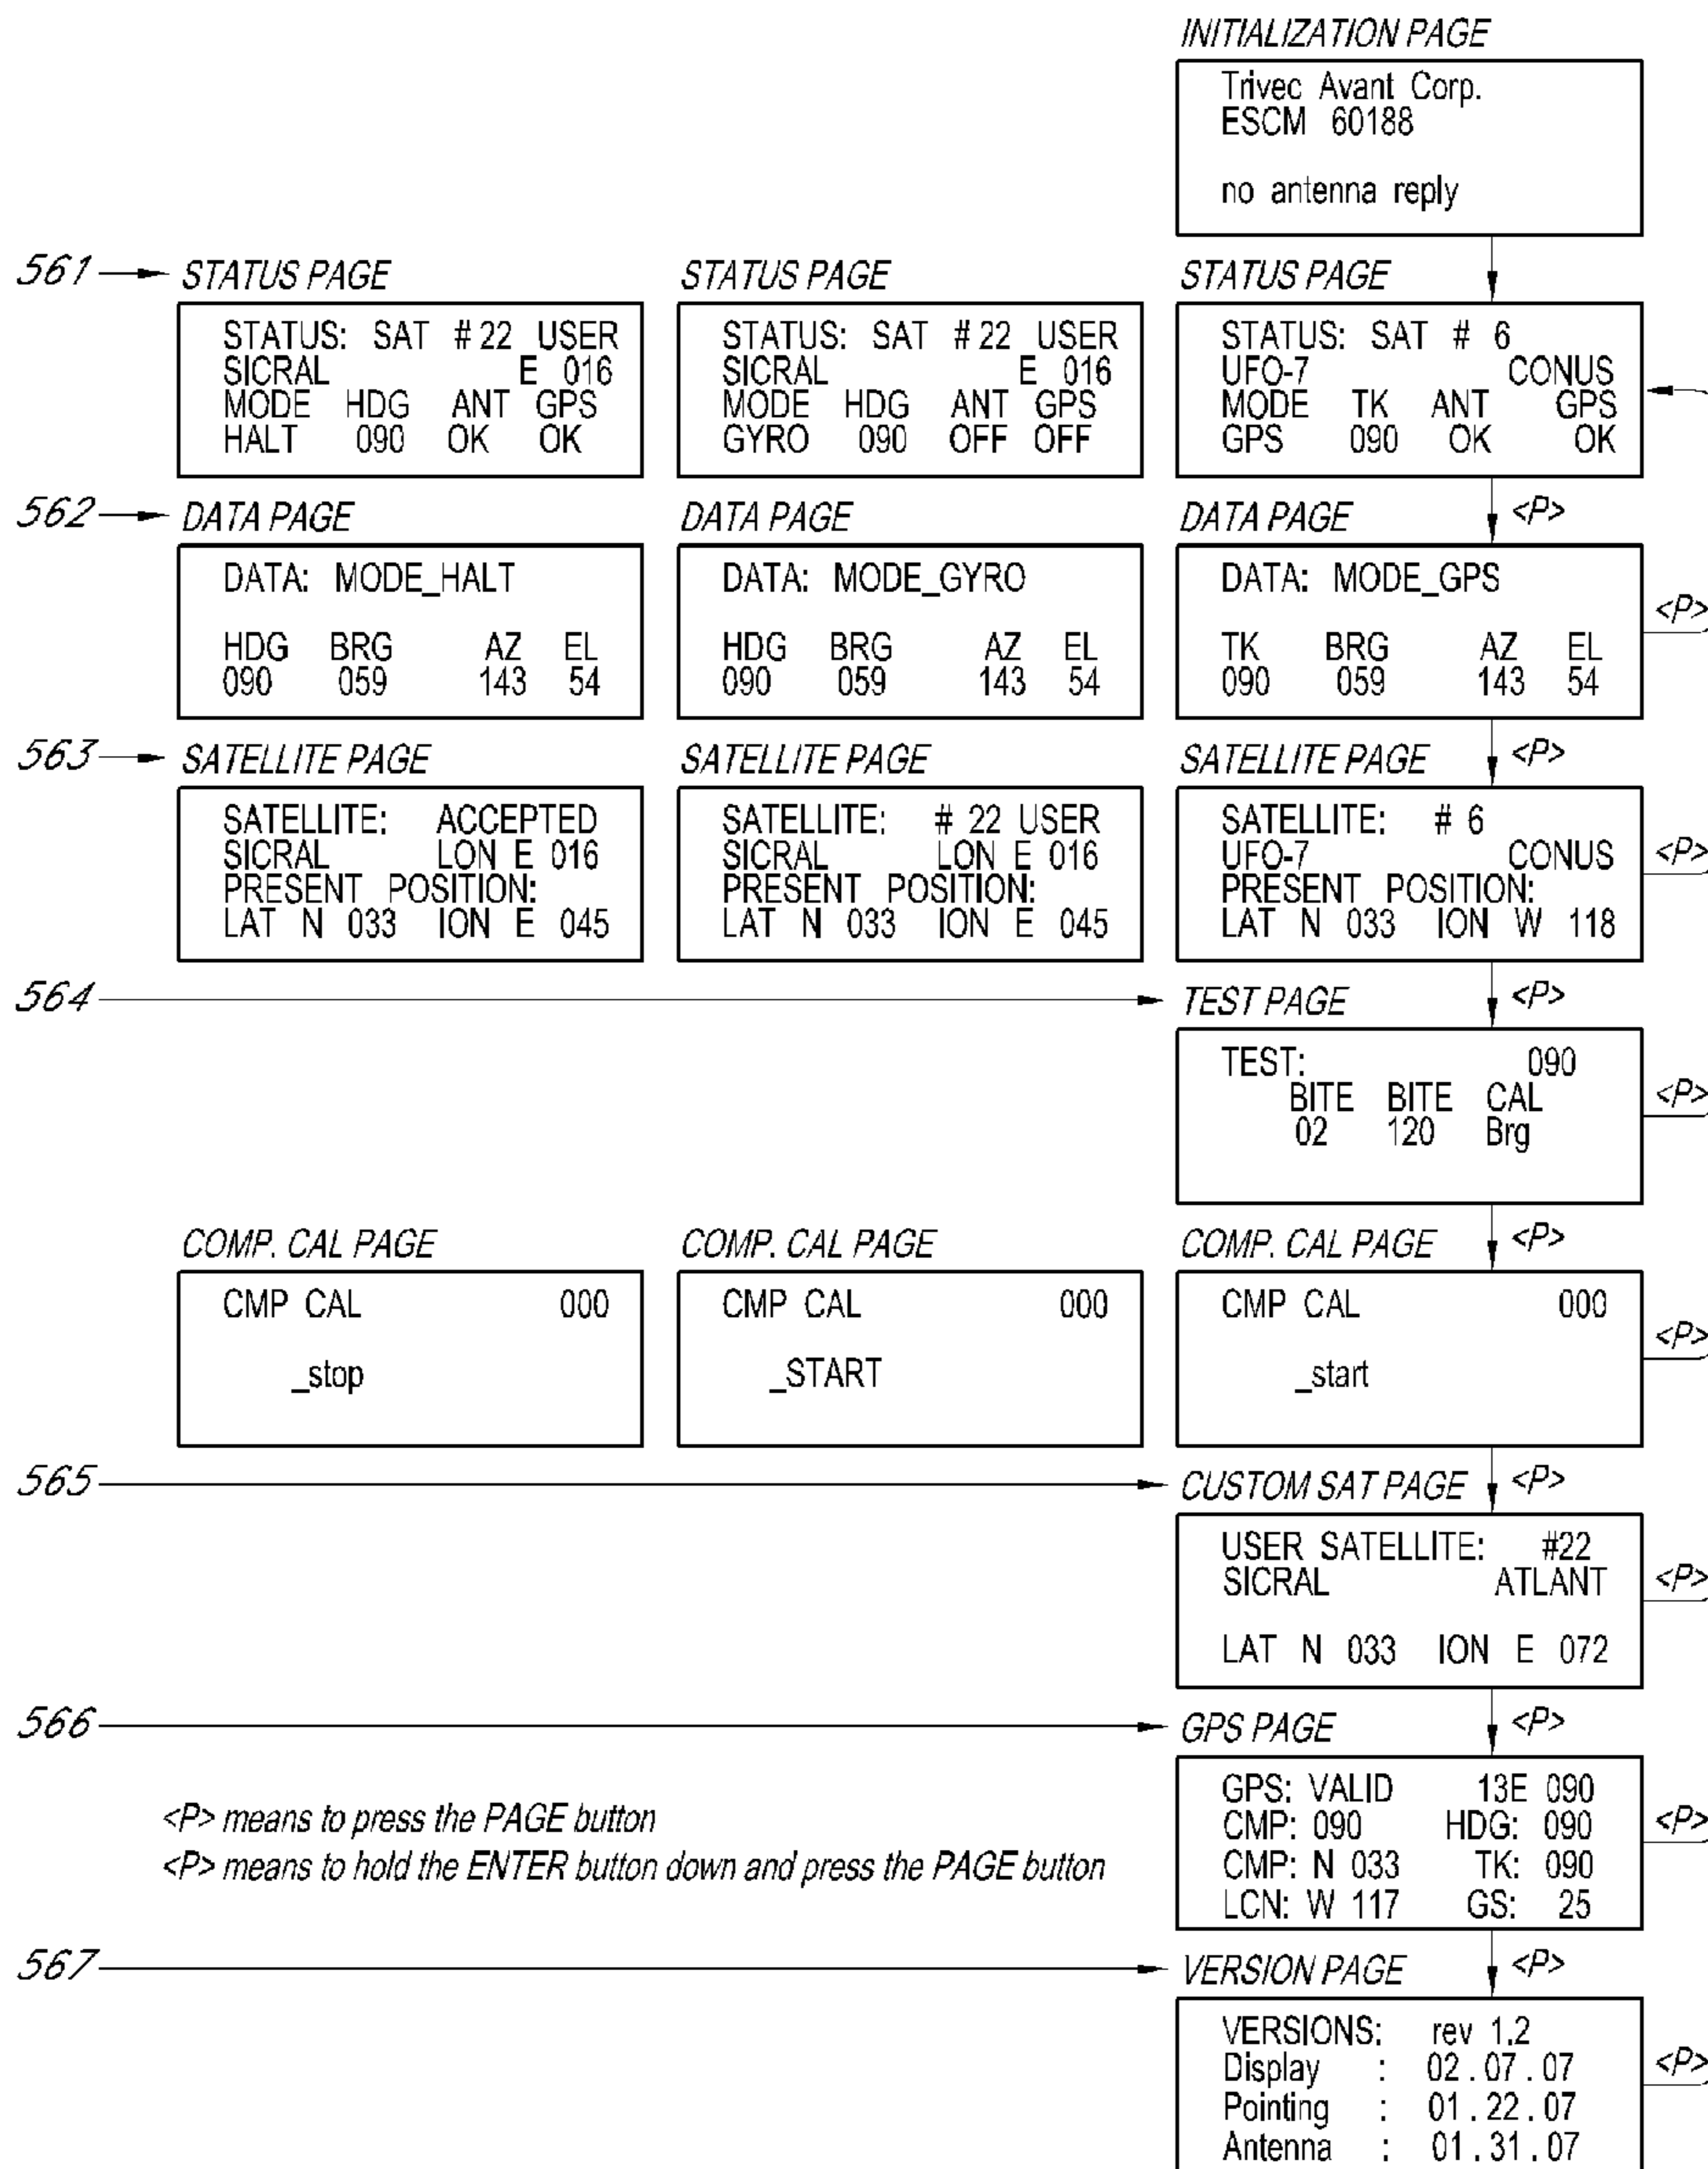 INITIALIZATION PAGE
Trivec Avant Corp.
ESCM 60188
no antenna reply
561
STATUS PAGE
STATUS: SAT # 22 USER
SICRAL E 016
MODE HDG ANT GPS
HALT 090 OK OK
STATUS PAGE
STATUS: SAT # 22 USER
SICRAL E 016
MODE HDG ANT GPS
GYRO 090 OFF OFF
STATUS PAGE
STATUS: SAT # 6
UFO-7 CONUS
MODE TK ANT GPS
GPS 090 OK OK
<P>
562
DATA PAGE
DATA: MODE_HALT
HDG BRG AZ EL
090 059 143 54
DATA PAGE
DATA: MODE_GYRO
HDG BRG AZ EL
090 059 143 54
DATA PAGE
DATA: MODE_GPS
TK BRG AZ EL
090 059 143 54
<P>
<P>
563
SATELLITE PAGE
SATELLITE: ACCEPTED
SICRAL LON E 016
PRESENT POSITION:
LAT N 033 ION E 045
SATELLITE PAGE
SATELLITE: # 22 USER
SICRAL LON E 016
PRESENT POSITION:
LAT N 033 ION E 045
SATELLITE PAGE
SATELLITE: # 6
UFO-7 CONUS
PRESENT POSITION:
LAT N 033 ION W 118
<P>
<P>
564
TEST PAGE
TEST: 090
BITE BITE CAL
02 120 Brg
<P>
<P>
COMP. CAL PAGE
CMP CAL 000
_stop
COMP. CAL PAGE
CMP CAL 000
_START
COMP. CAL PAGE
CMP CAL 000
_start
<P>
<P>
565
CUSTOM SAT PAGE
USER SATELLITE: #22
SICRAL ATLANT
LAT N 033 ION E 072
<P>
<P>
566
GPS PAGE
GPS: VALID 13E 090
CMP: 090 HDG: 090
CMP: N 033 TK: 090
LCN: W 117 GS: 25
<P>
<P> means to press the PAGE button
<P> means to hold the ENTER button down and press the PAGE button
567
VERSION PAGE
<P>
VERSIONS: rev 1.2
Display : 02 . 07 . 07
Pointing : 01 . 22 . 07
Antenna : 01 . 31 . 07
<P>